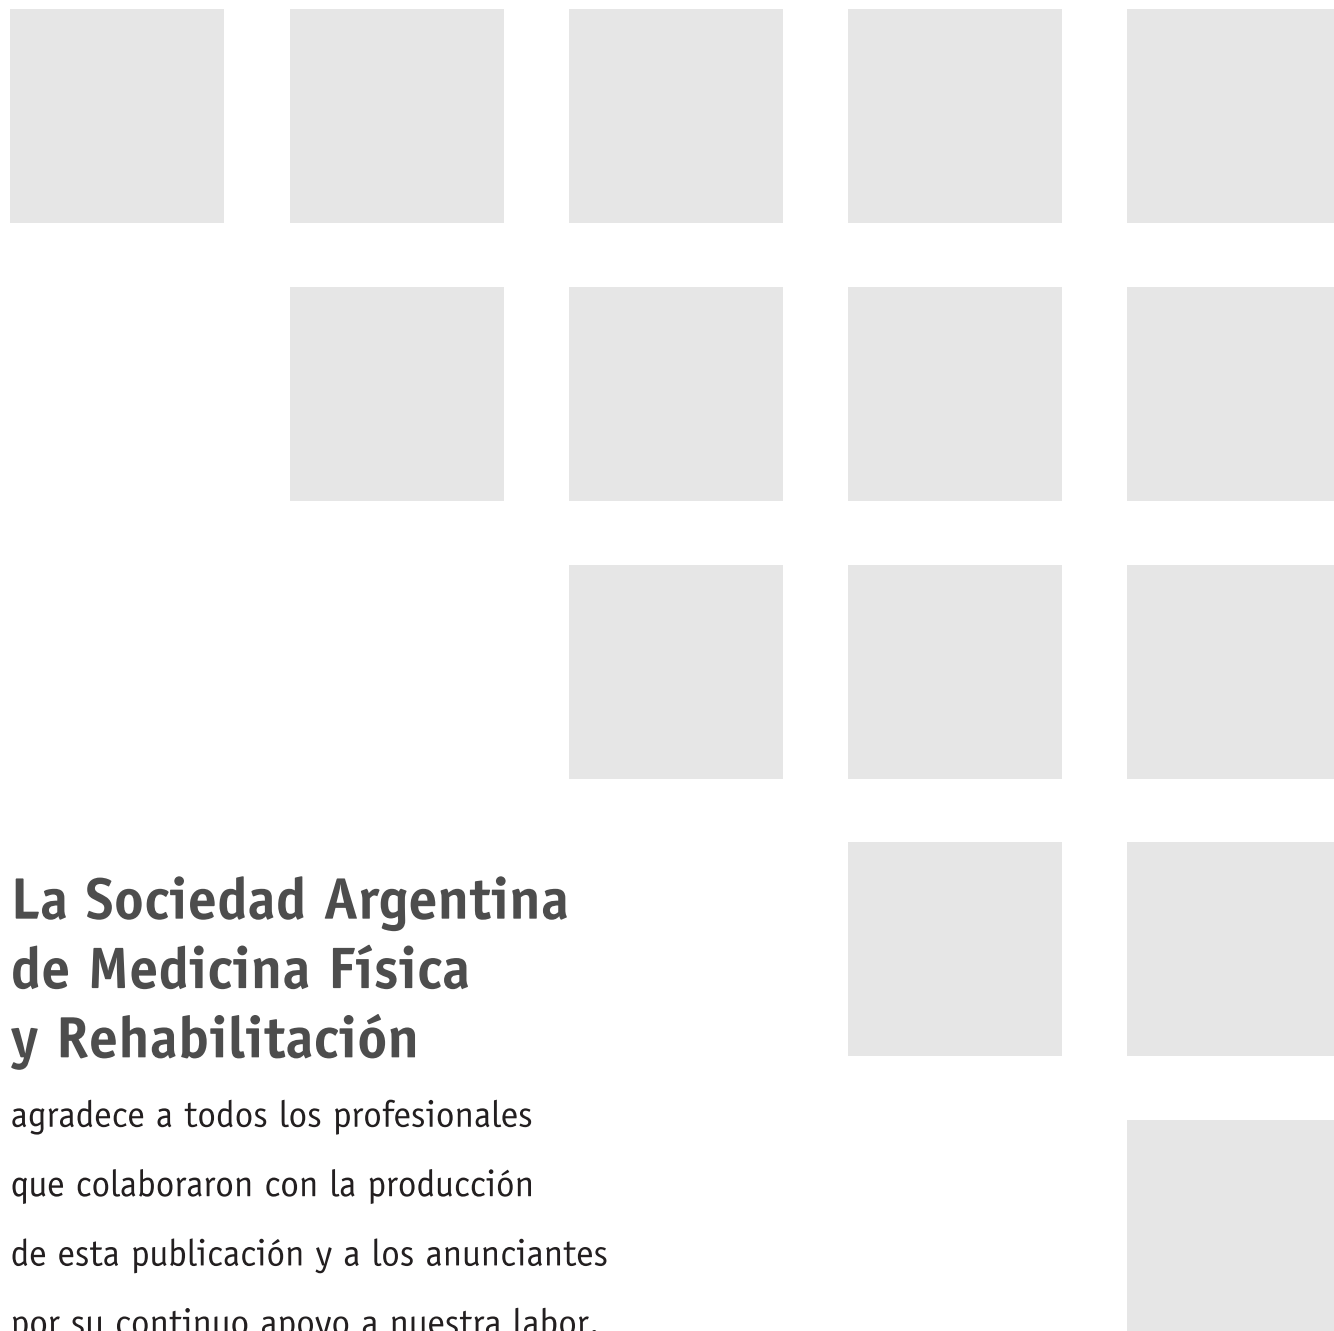 La Sociedad Argentina
de Medicina Física
y Rehabilitación
agradece a todos los profesionales
que colaboraron con la producción
de esta publicación y a los anunciantes
por su continuo apoyo a nuestra labor.